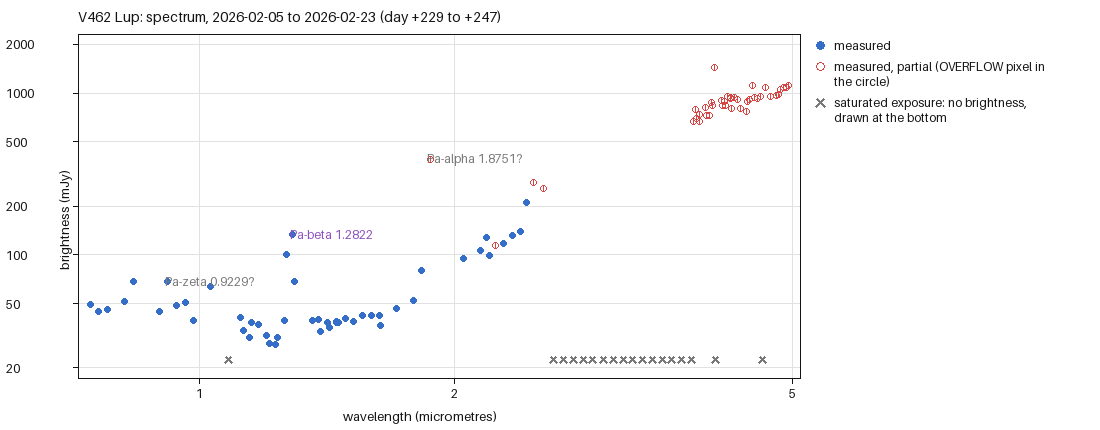 V462 Lup: spectrum, 2026-02-05 to 2026-02-23 (day +229 to +247)
2000
1000
500
200
100
50
20
brightness (mJy)
Pa-alpha 1.8751?
Pa-beta 1.2822
Pa-zeta 0.9229?
1
2
5
wavelength (micrometres)
measured
measured, partial (OVERFLOW pixel in
the circle)
saturated exposure: no brightness,
drawn at the bottom